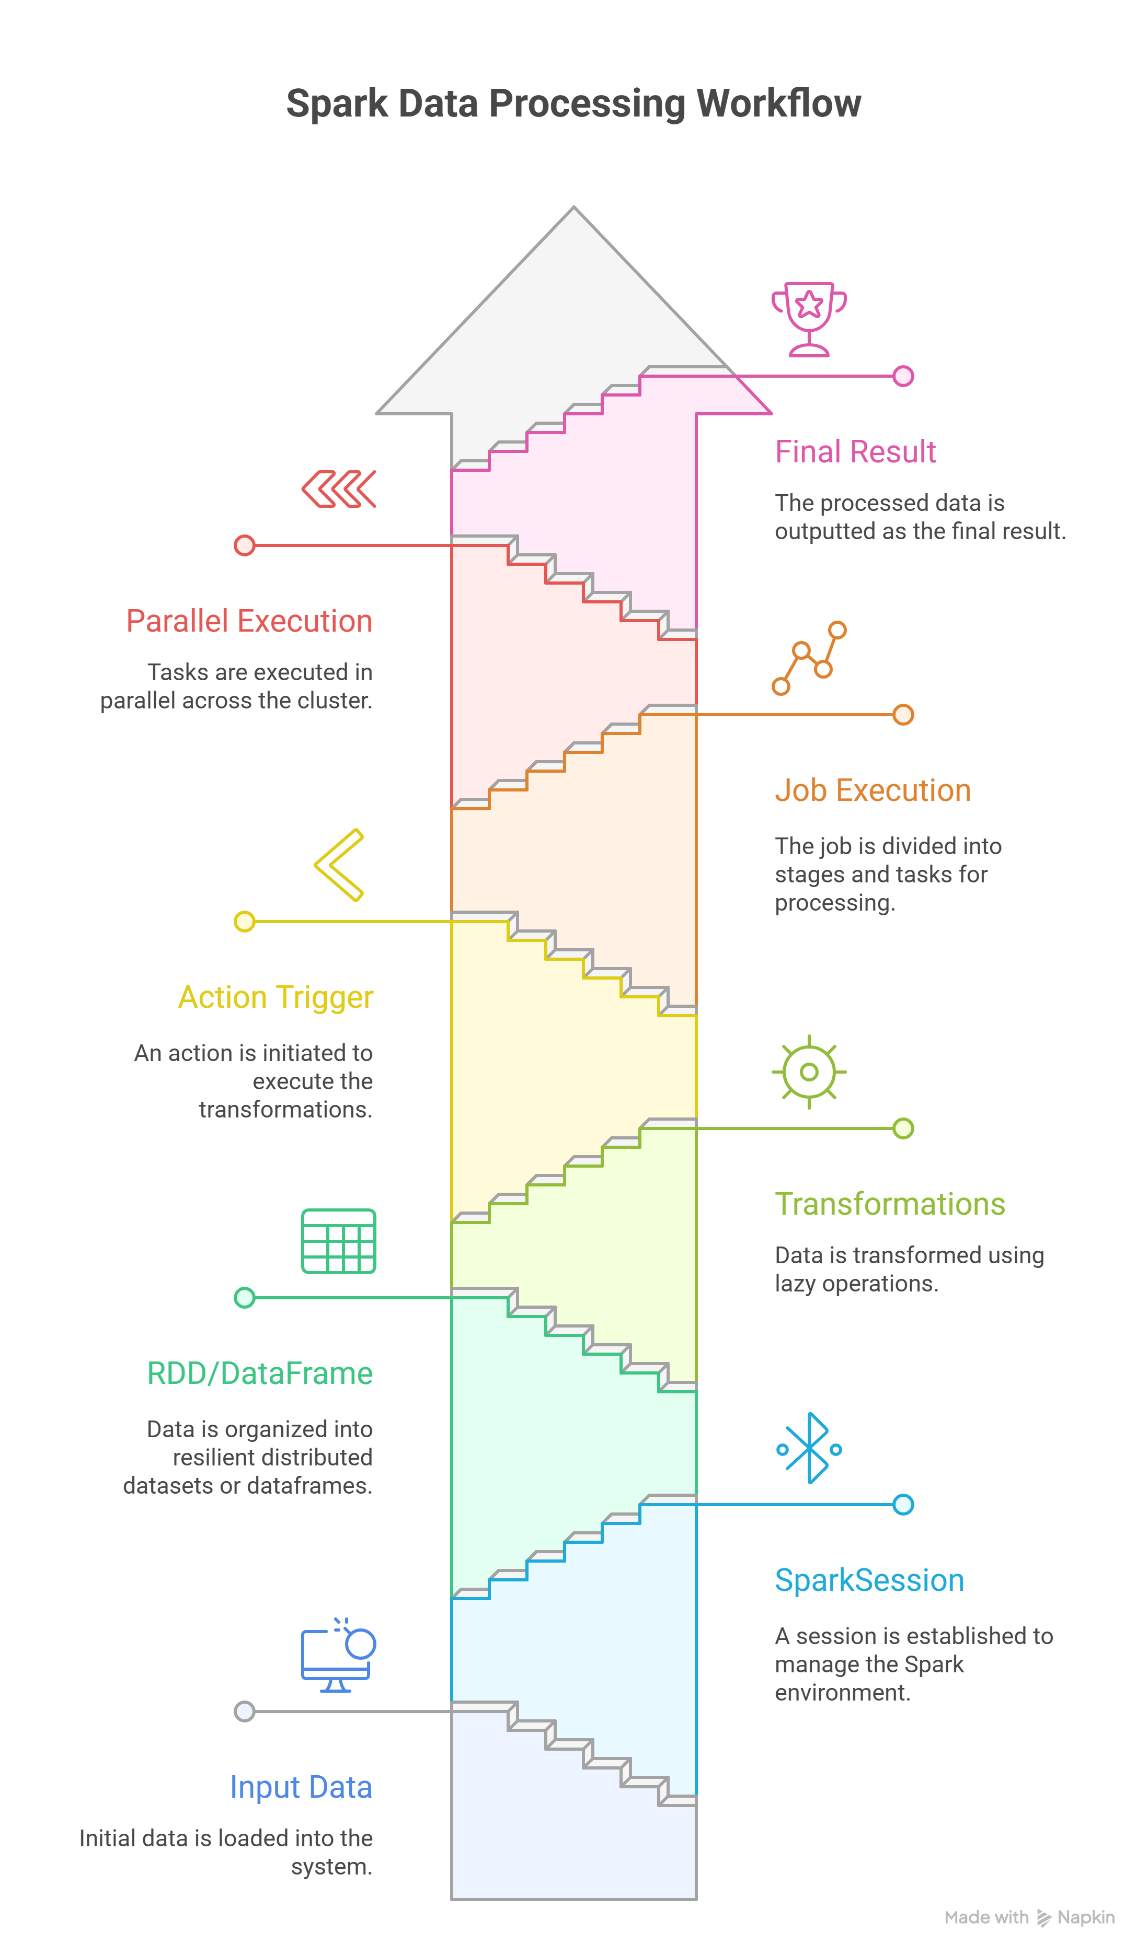 Spark Data Processing Workflow
Final Result
The processed data is
outputted as the final result.
Parallel Execution
Tasks are executed in
parallel across the cluster.
Job Execution
The job is divided into
stages and tasks for
processing.
Action Trigger
An action is initiated to
execute the
transformations.
Transformations
Data is transformed using
lazy operations.
RDD/DataFrame
Data is organized into
resilient distributed
datasets or dataframes.
SparkSession
A session is established to
manage the Spark
environment.
Input Data
Initial data is loaded into the
system.
Made with Napkin